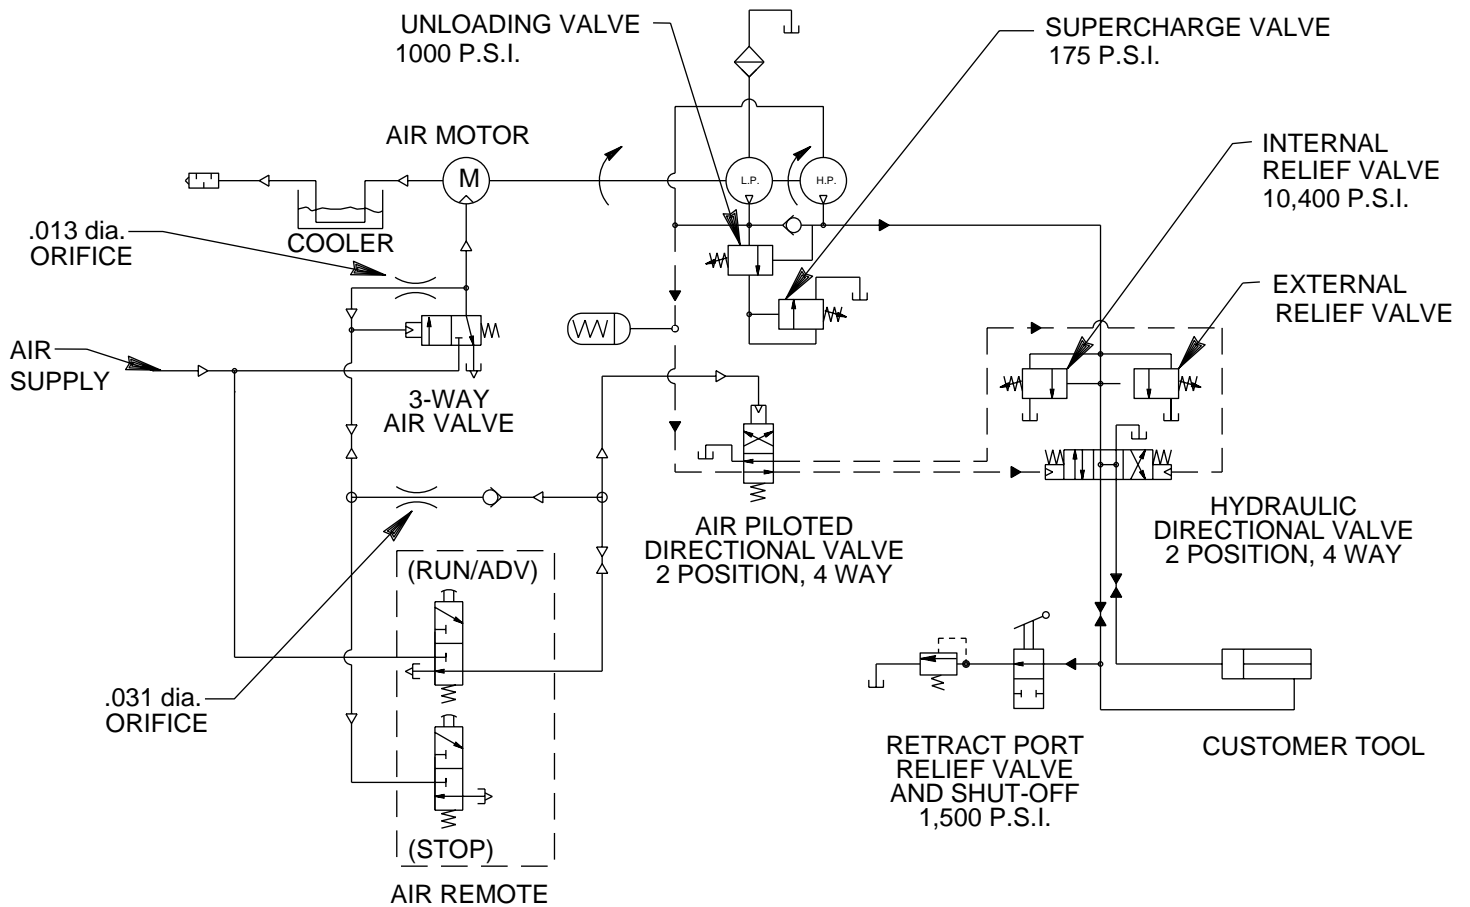 UNLOADING VALVE
1000 P.S.I.
SUPERCHARGE VALVE
175 P.S.I.
AIR MOTOR
M
L.P.
H.P.
INTERNAL
RELIEF VALVE
10,400 P.S.I.
.013 dia.
ORIFICE
COOLER
EXTERNAL
RELIEF VALVE
AIR
SUPPLY
3-WAY
AIR VALVE
AIR PILOTED
DIRECTIONAL VALVE
2 POSITION, 4 WAY
HYDRAULIC
DIRECTIONAL VALVE
2 POSITION, 4 WAY
(RUN/ADV)
.031 dia.
ORIFICE
(STOP)
AIR REMOTE
RETRACT PORT
RELIEF VALVE
AND SHUT-OFF
1,500 P.S.I.
CUSTOMER TOOL